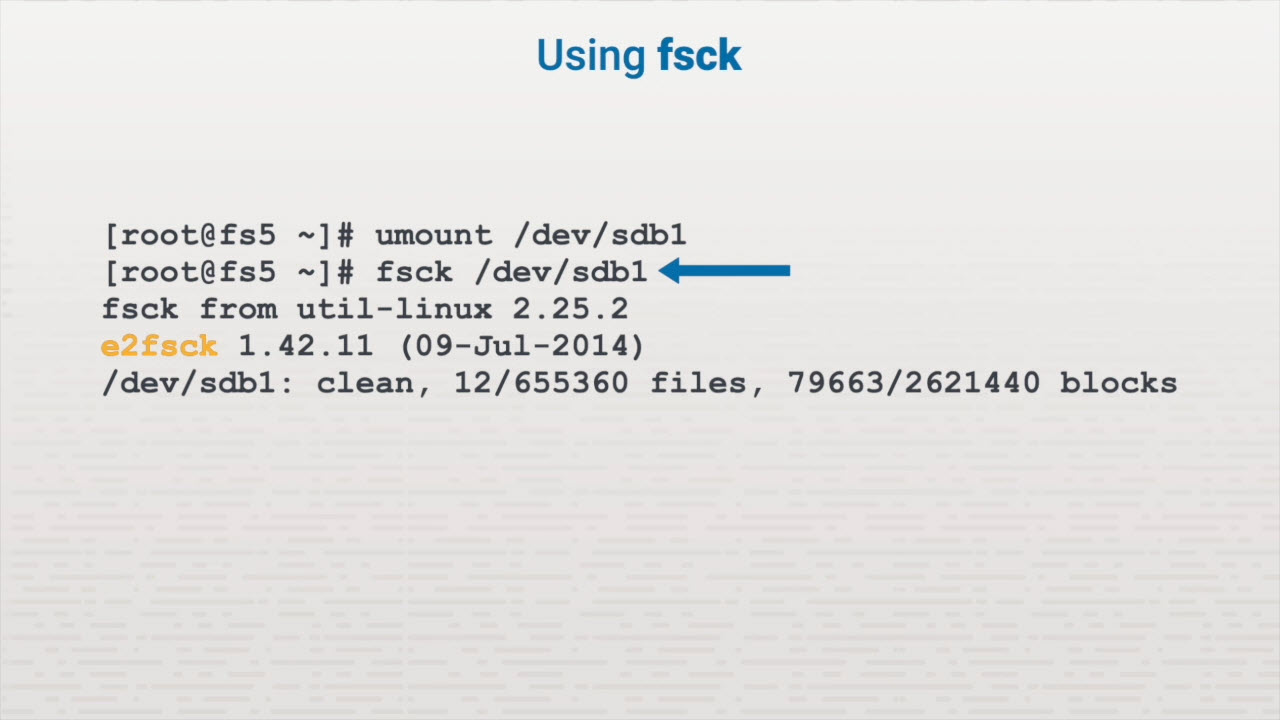 Using fsck
[root@fs5 ~]# umount /dev/sdb1
[root@fs5 ~]# fsck /dev/sdb1
fsck from util-linux 2.25.2
e2fsck 1.42.11 (09-Jul-2014)
/dev/sdb1: clean, 12/655360 files, 79663/2621440 blocks